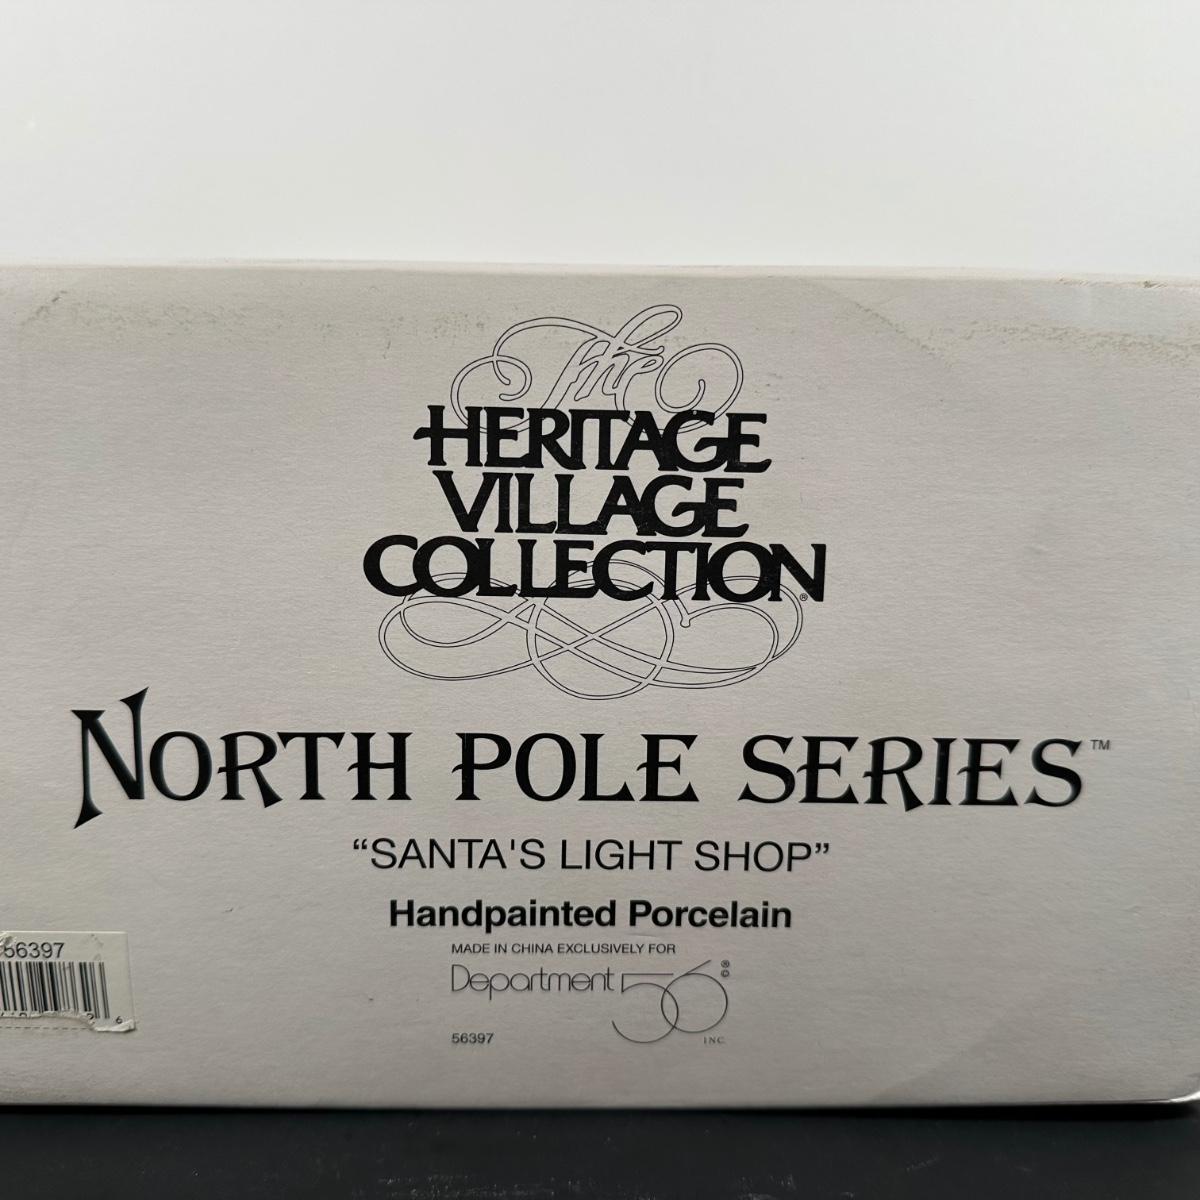 The
HERITAGE
VILLAGE
COLLECTION®
NORTH POLE SERIES™
“SANTA'S LIGHT SHOP”
Handpainted Porcelain
MADE IN CHINA EXCLUSIVELY FOR
Department 56 ®©
INC.
56397
56397
6